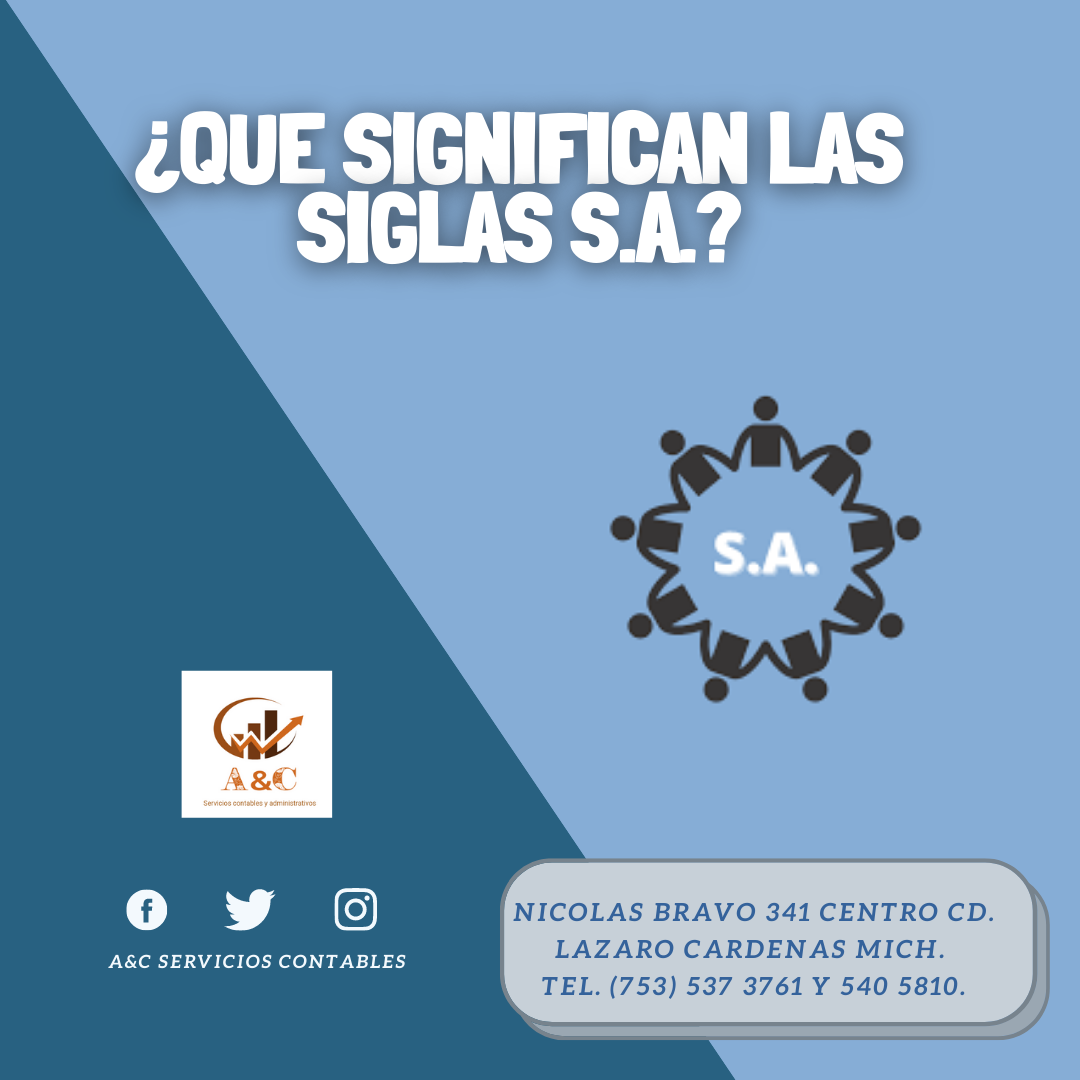 ¿QUE SIGNIFICAN LAS
SIGLAS S.A.?
S.A.
A&C
Servicios contables y administrativos
A&C SERVICIOS CONTABLES
NICOLAS BRAVO 341 CENTRO CD.
LAZARO CARDENAS MICH.
TEL. (753) 537 3761 Y 540 5810.